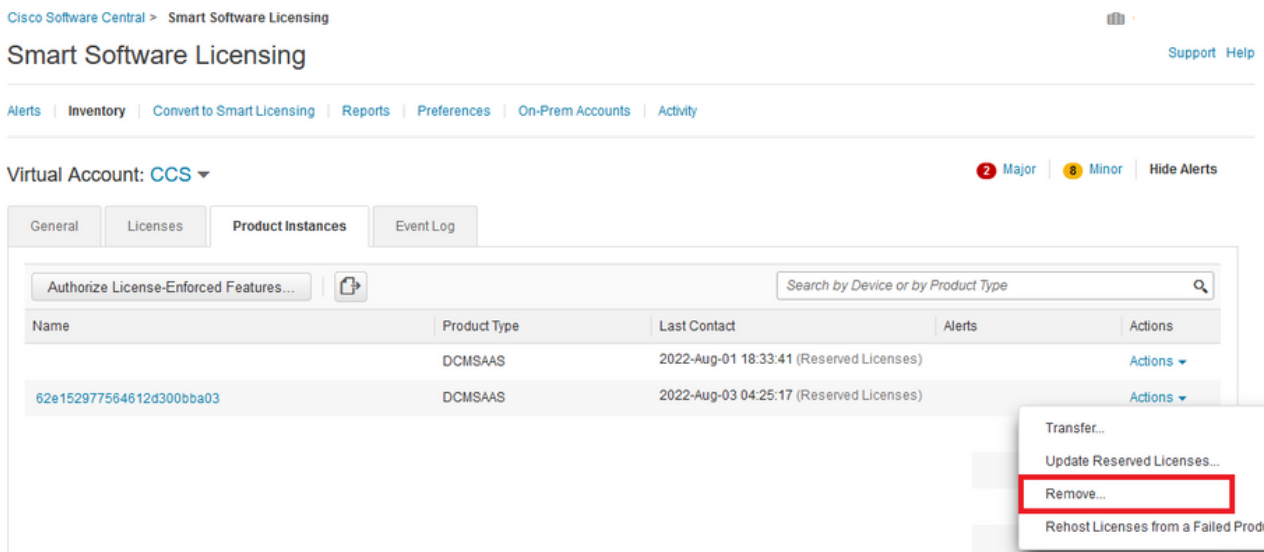 Cisco Software Central > Smart Software Licensing
Smart Software Licensing
Support Help
Alerts Inventory Convert to Smart Licensing Reports Preferences On-Prem Accounts Activity
Virtual Account: CCS
2 Major 8 Minor Hide Alerts
General Licenses Product Instances Event Log
Authorize License-Enforced Features... Search by Device or by Product Type
Name Product Type Last Contact Alerts Actions
DCMSAAS 2022-Aug-01 18:33:41 (Reserved Licenses) Actions
62e152977564612d300bba03 DCMSAAS 2022-Aug-03 04:25:17 (Reserved Licenses) Actions
Transfer...
Update Reserved Licenses...
Remove...
Rehost Licenses from a Failed Produ